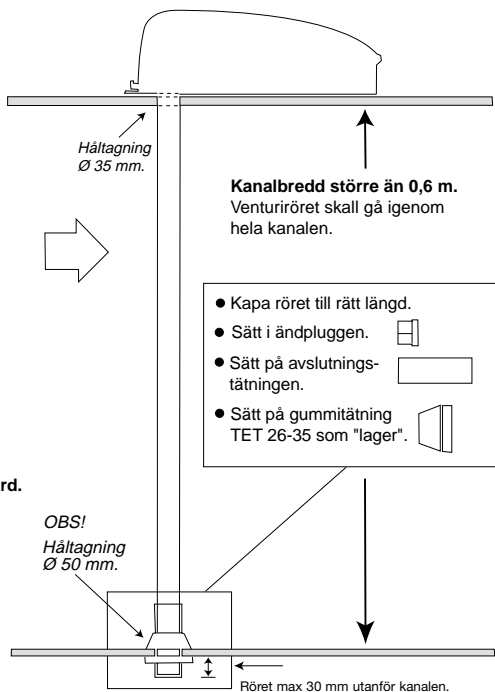 Håltagning
Ø 35 mm.
Kanalbredd större än 0,6 m.
Venturiröret skall gå igenom
hela kanalen.
● Kapa röret till rätt längd.
● Sätt i ändpluggen.
● Sätt på avslutnings-
tätningen.
● Sätt på gummitätning
TET 26-35 som "lager".
rd.
OBS!
Håltagning
Ø 50 mm.
Röret max 30 mm utanför kanalen.